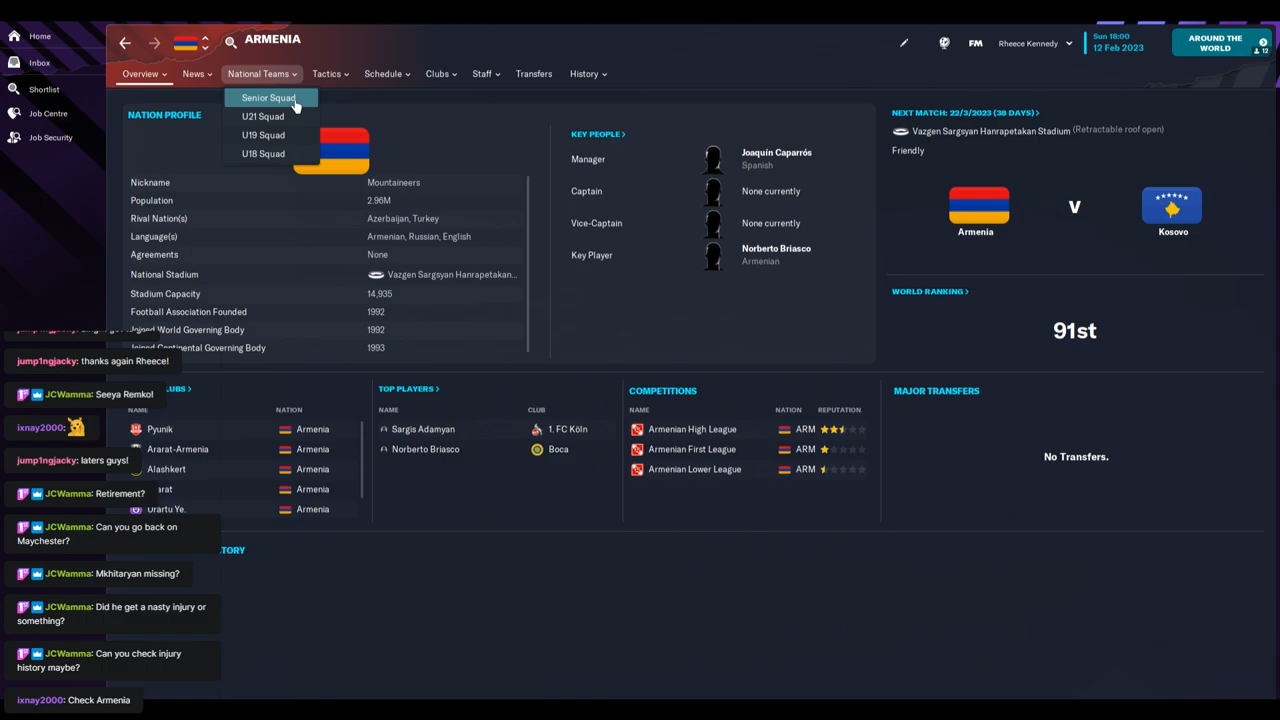 Home
Inbox
Shortlist
Job Centre
Job Security
ARMENIA
FM
Rheece Kennedy
Sun 18:00
12 Feb 2023
AROUND THE
WORLD
12
Overview
News
National Teams
Tactics
Schedule
Clubs
Staff
Transfers
History
Senior Squad
U21 Squad
U19 Squad
U18 Squad
NATION PROFILE
Nickname Mountaineers
Population 2.96M
Rival Nation(s) Azerbaijan, Turkey
Language(s) Armenian, Russian, English
Agreements None
National Stadium Vazgen Sargsyan Hanrapetakan...
Stadium Capacity 14,935
Football Association Founded 1992
Joined World Governing Body 1992
Joined Continental Governing Body 1993
KEY PEOPLE >
Manager Joaquín Caparrós
Spanish
Captain None currently
Vice-Captain None currently
Key Player Norberto Briasco
Armenian
NEXT MATCH: 22/3/2023 (38 DAYS) >
Vazgen Sargsyan Hanrapetakan Stadium (Retractable roof open)
Friendly
V
Armenia Kosovo
WORLD RANKING >
91st
LUBS >
NAME NATION
Pyunik Armenia
Ararat-Armenia Armenia
Alashkert Armenia
arat Armenia
Urartu Ye. Armenia
TOP PLAYERS >
NAME CLUB
Sargis Adamyan 1. FC Köln
Norberto Briasco Boca
COMPETITIONS
NAME NATION REPUTATION
Armenian High League ARM
Armenian First League ARM
Armenian Lower League ARM
MAJOR TRANSFERS
No Transfers.
TORY
jump1ngjacky: thanks again Rheece!
JCWamma: Seeya Remko!
ixnay2000:
jump1ngjacky: laters guys!
JCWamma: Retirement?
JCWamma: Can you go back on
Maychester?
JCWamma: Mkhitaryan missing?
JCWamma: Did he get a nasty injury or
something?
JCWamma: Can you check injury
history maybe?
ixnay2000: Check Armenia